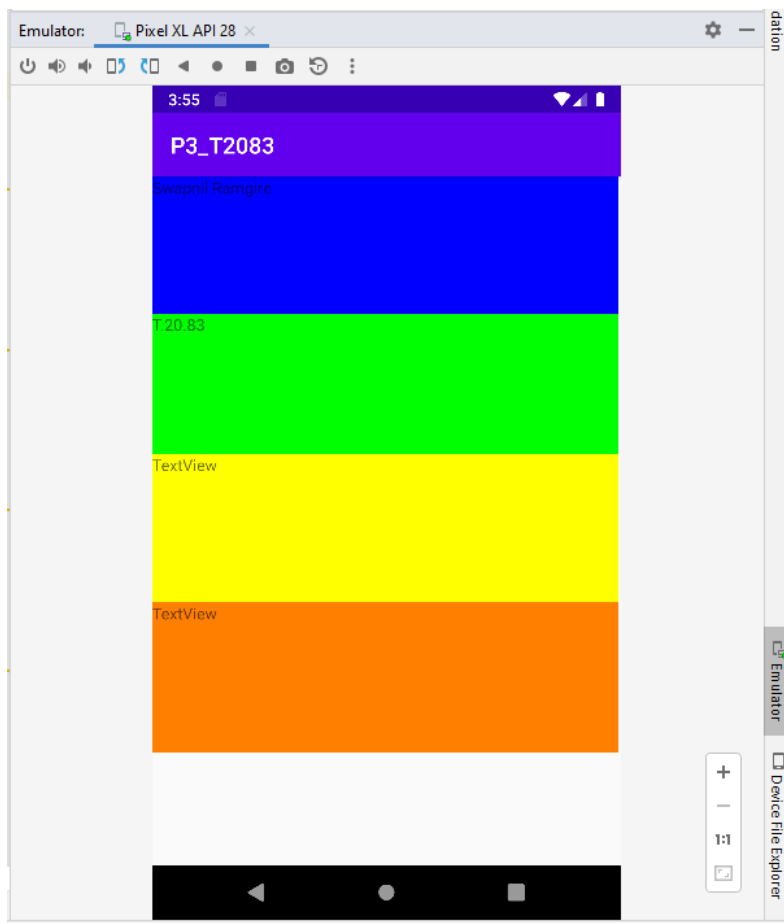 Emulator: Pixel XL API 28
dation
3:55
P3_T2083
Swapnil Ramgire
T.20.83
TextView
TextView
Emulator
1:1
Device File Explorer